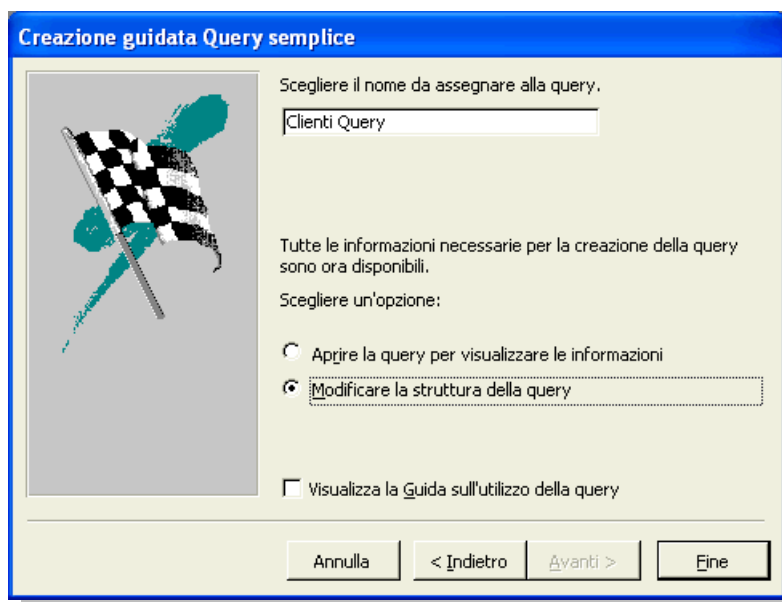 Creazione guidata Query semplice
Scegliere il nome da assegnare alla query.
Clienti Query
Tutte le informazioni necessarie per la creazione della query
sono ora disponibili.
Scegliere un'opzione:
Aprire la query per visualizzare le informazioni
Modificare la struttura della query
Visualizza la Guida sull'utilizzo della query
Annulla
< Indietro
Avanti >
Fine